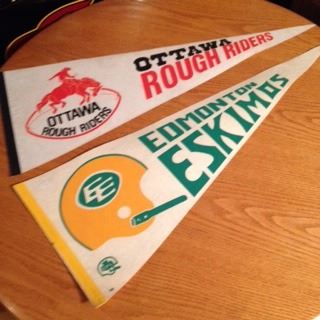 OTTAWA
ROUGH RIDERS
OTTAWA
ROUGH RIDERS
EDMONTON
ESKIMOS
EE